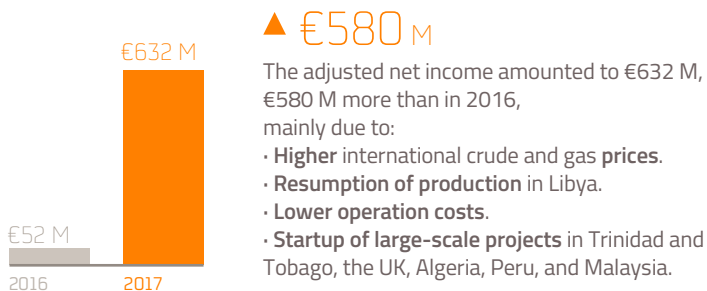 €632 M
€52 M
2016
2017
▲ €580 M
The adjusted net income amounted to €632 M,
€580 M more than in 2016,
mainly due to:
· Higher international crude and gas prices.
· Resumption of production in Libya.
· Lower operation costs.
· Startup of large-scale projects in Trinidad and
Tobago, the UK, Algeria, Peru, and Malaysia.